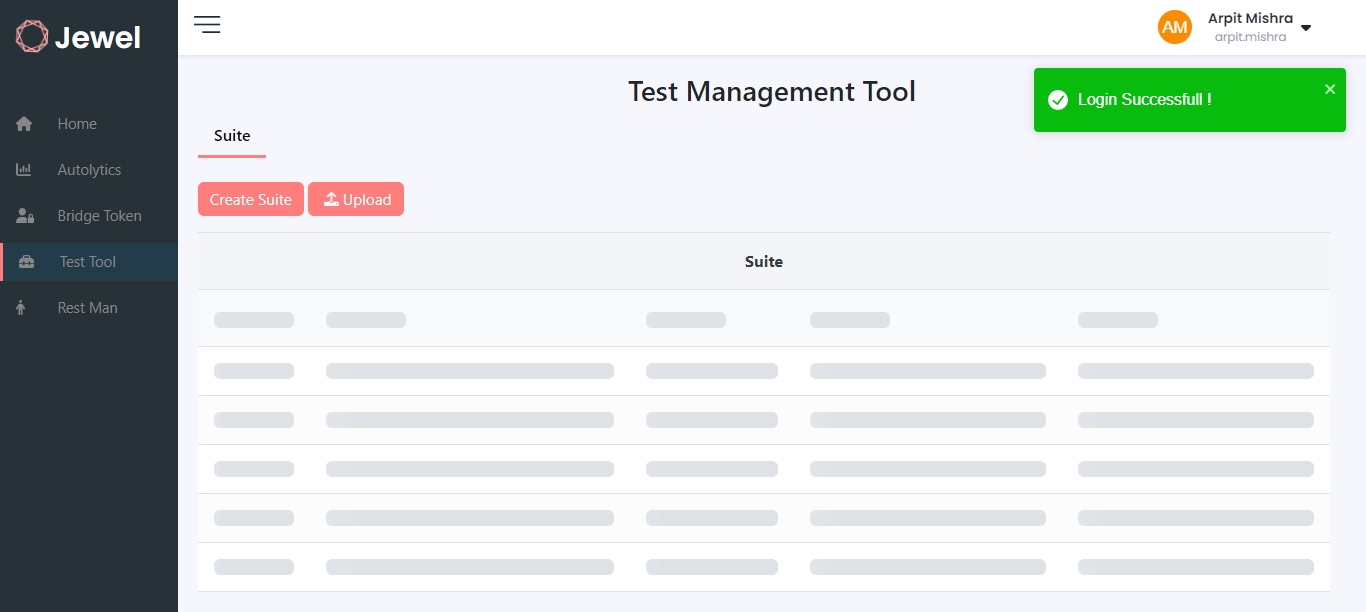 Jewel
AM
Arpit Mishra
arpit.mishra
Home
Autolytics
Bridge Token
Test Tool
Rest Man
Test Management Tool
Login Successfull !
Suite
Create Suite
Upload
Suite